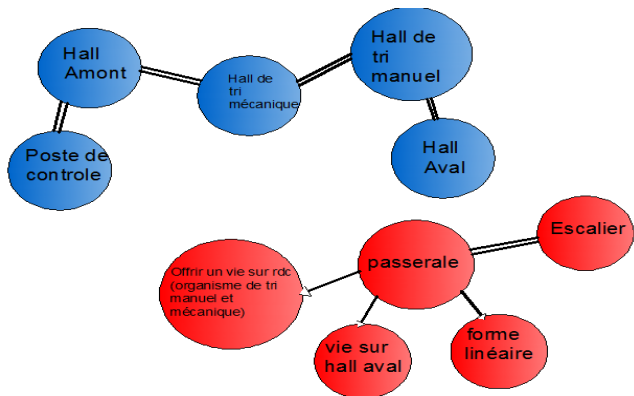 Hall
Amont
Hall de
tri
mécanique
Hall de
tri
manuel
Poste de
controle
Hall
Aval
Escalier
passerale
Offrir un vie sur rdc
(organisme de tri
manuel et
mécanique)
vie sur
hall aval
forme
linéaire